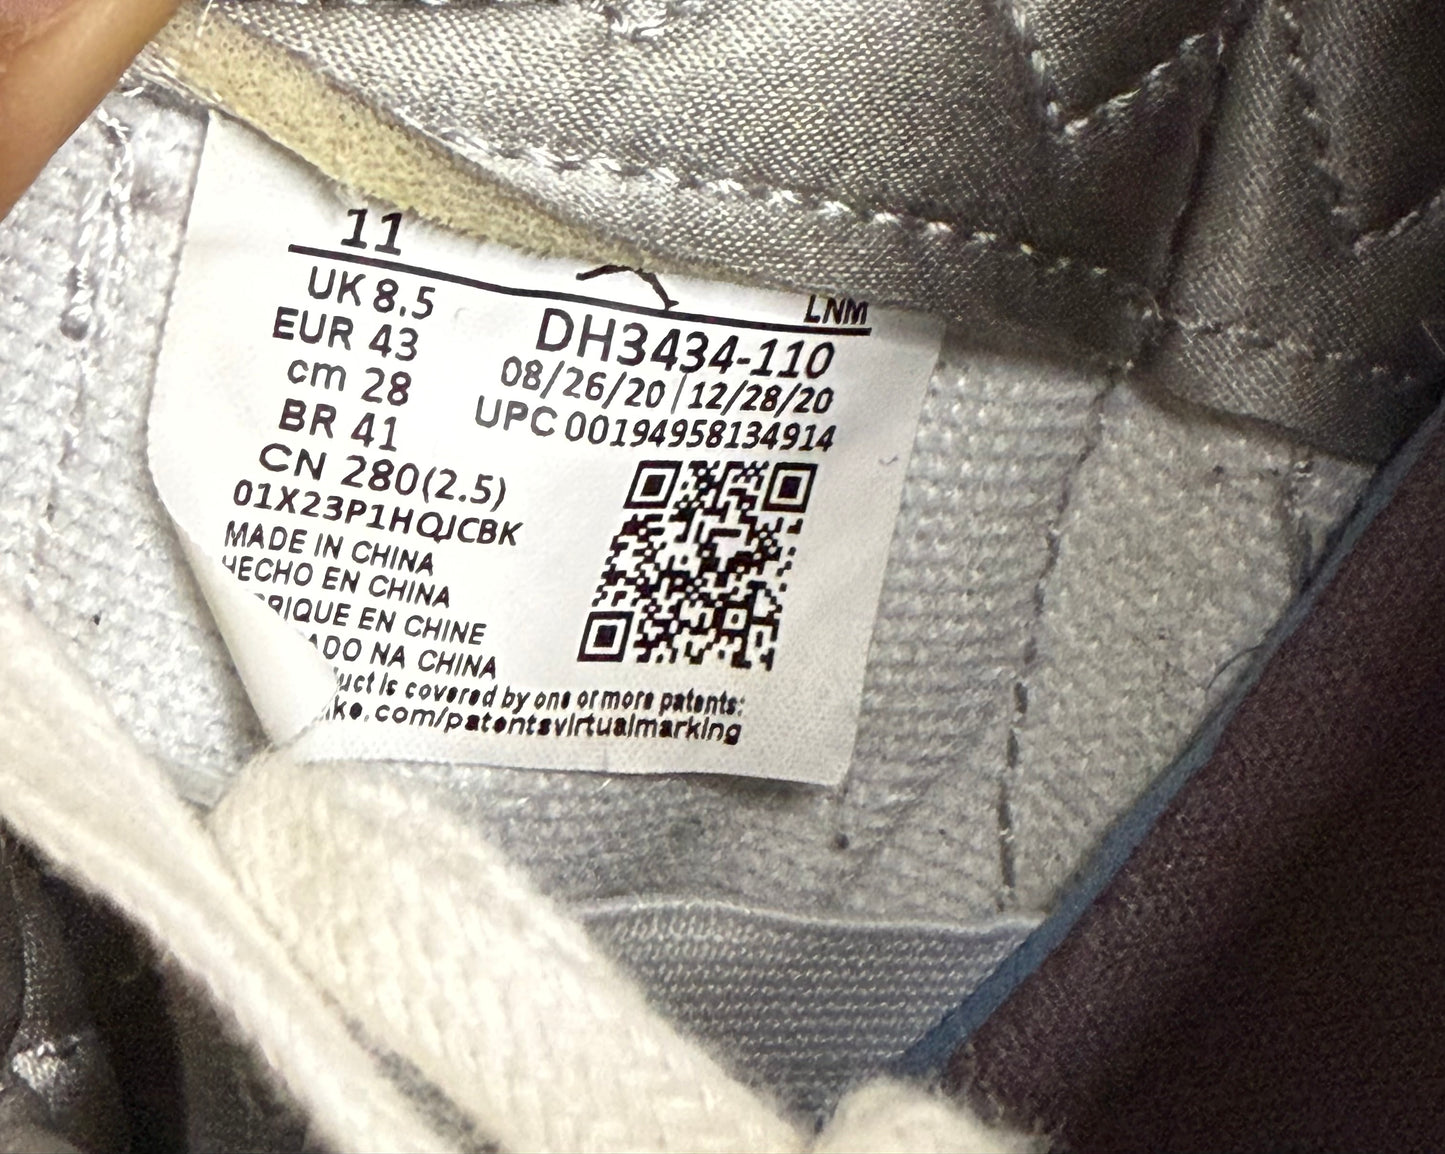 11
LNM
UK 8.5
EUR 43
cm 28
BR 41
CN 280(2.5)
DH3434-110
08/26/20 | 12/28/20
UPC 00194958134914
01X23P1HQJCBK
MADE IN CHINA
HECHO EN CHINA
RIQUE EN CHINE
ADO NA CHINA
uct is covered by one or more patents:
ike.com/patentsvirtualmarking